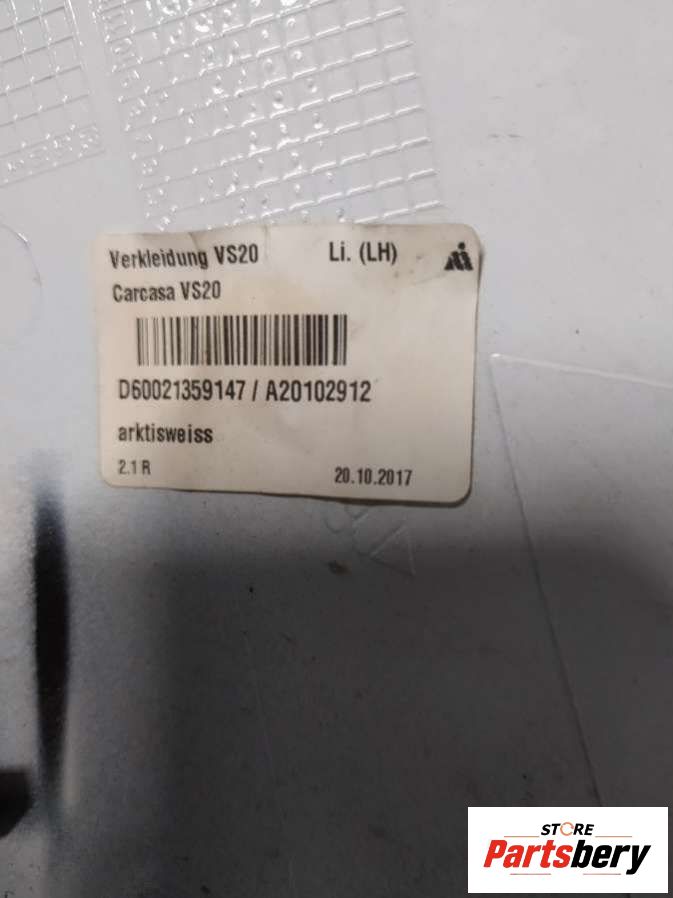 Verkleidung VS20 Li. (LH)
Carcasa VS20
D60021359147 / A20102912
arktisweiss
2.1 R 20.10.2017
STORE
Partsbery